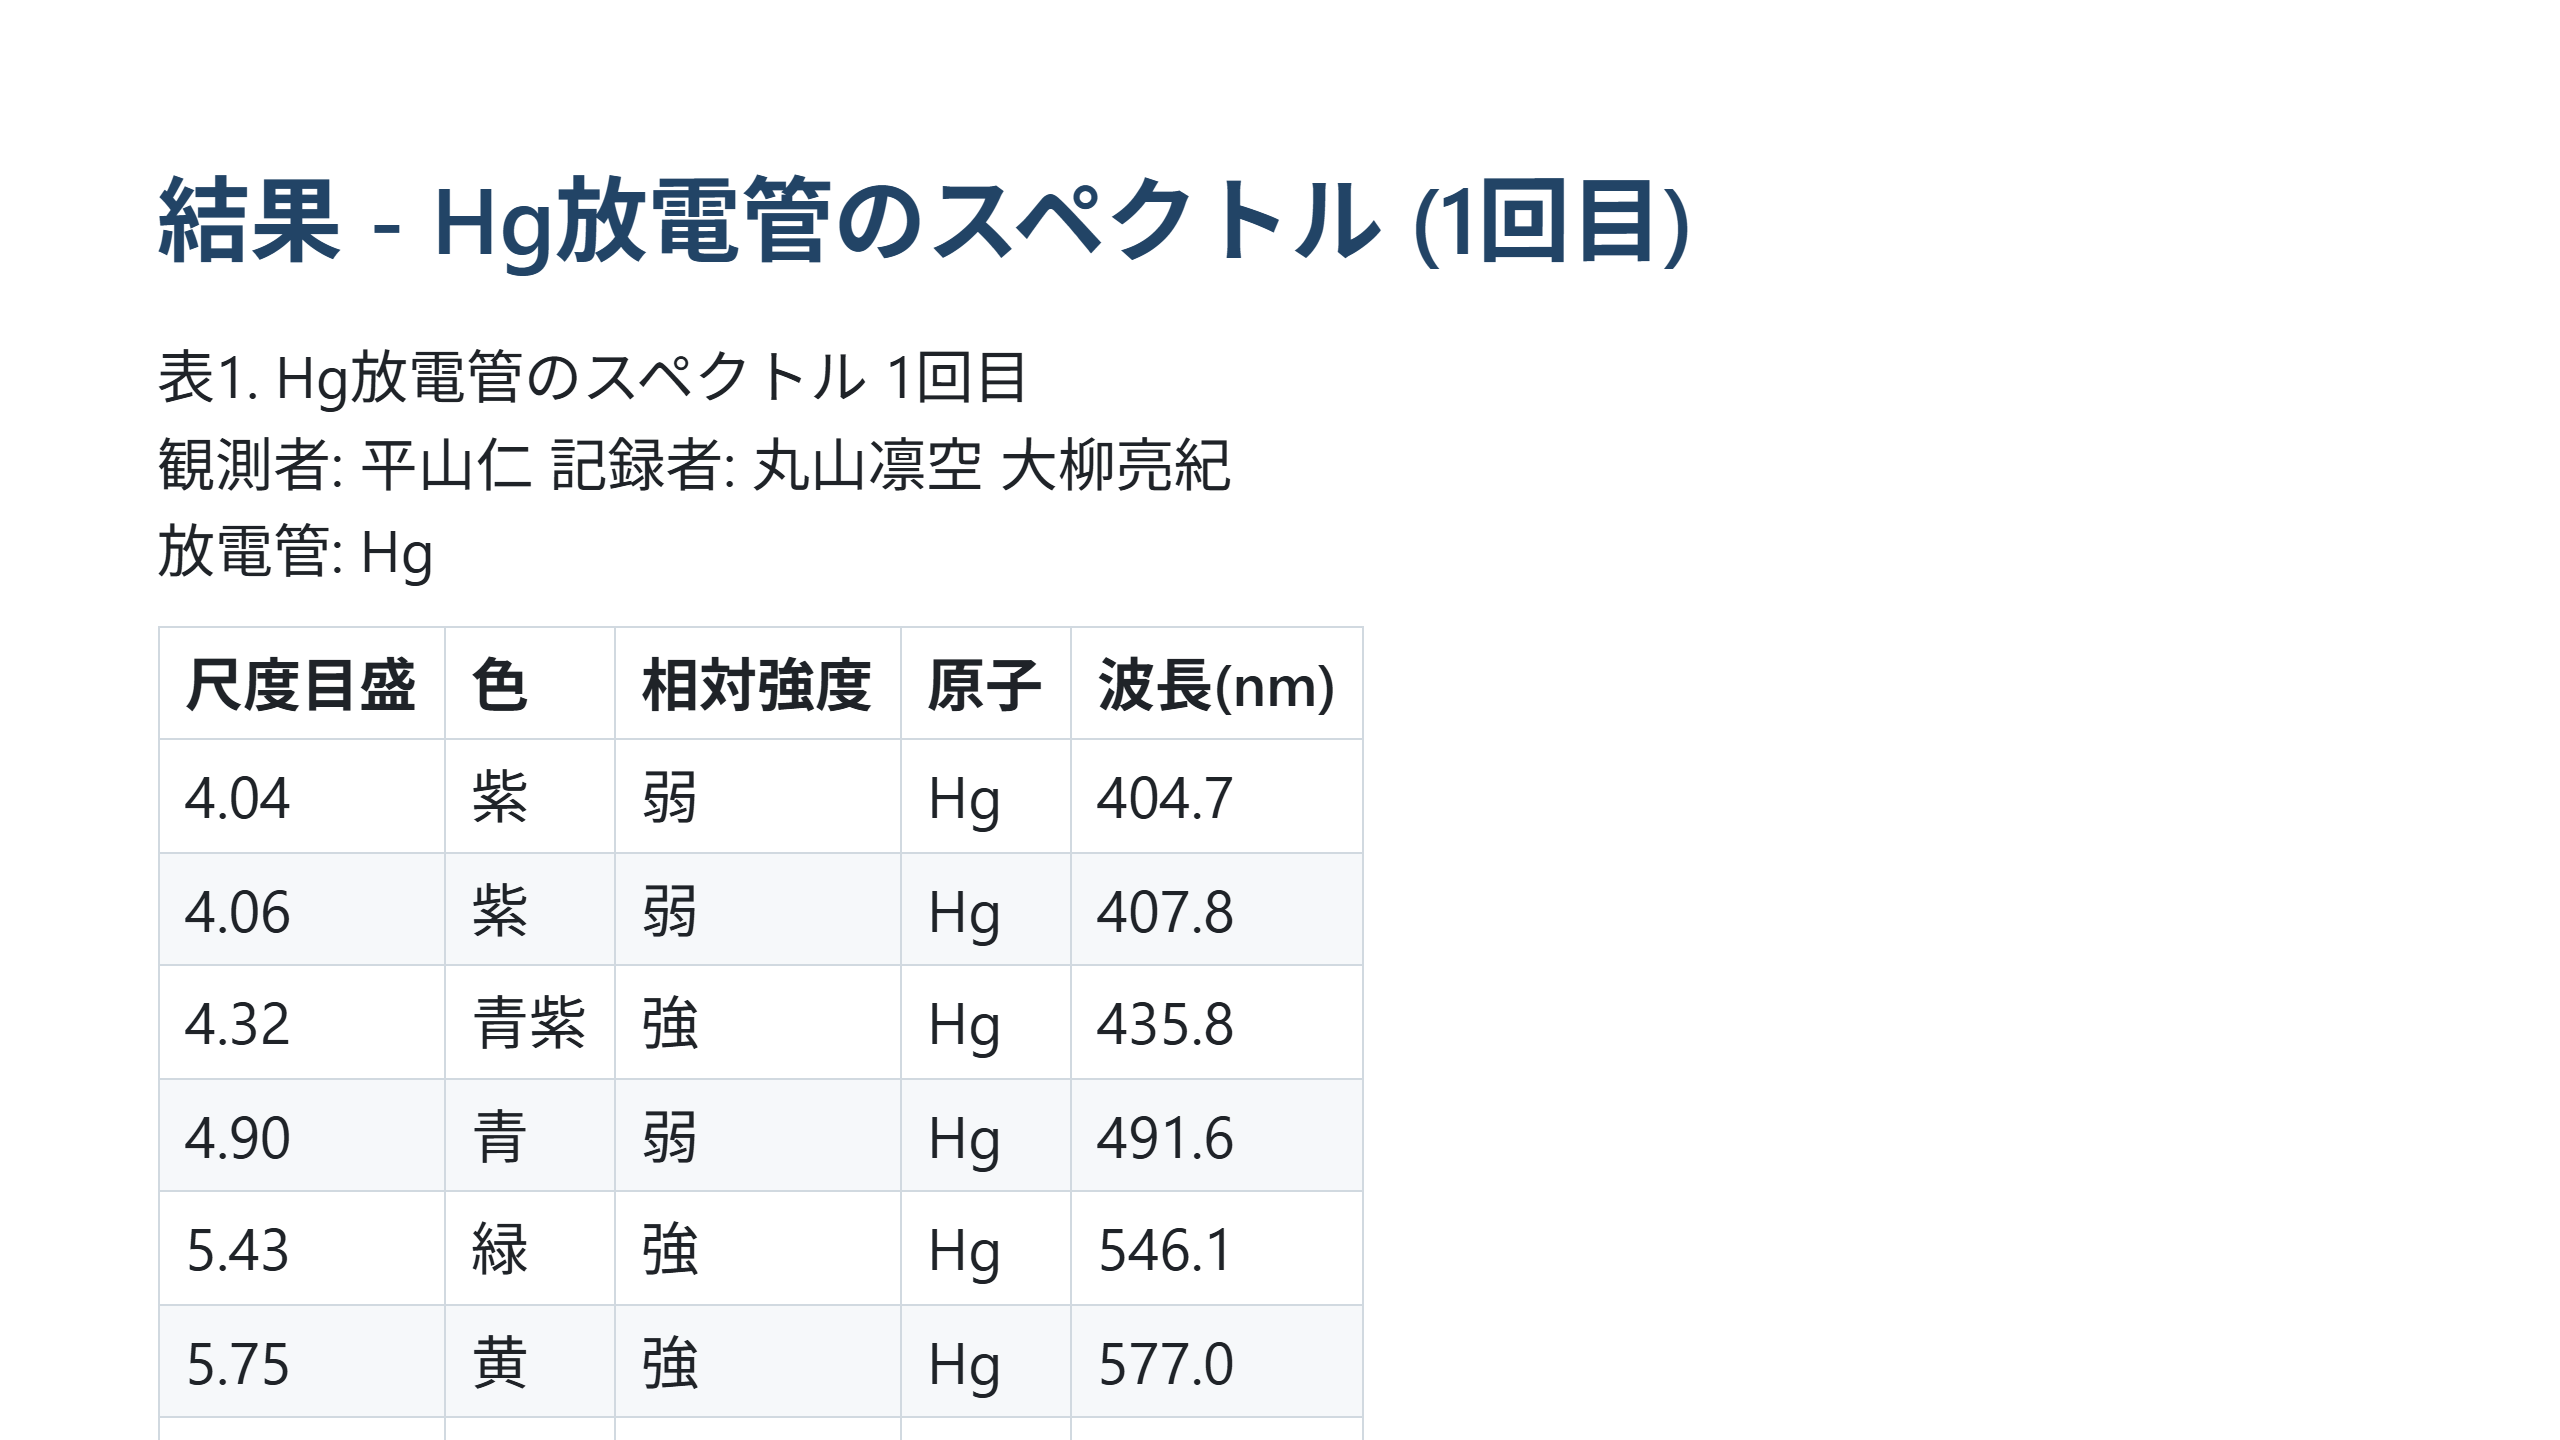 結果 - Hg放電管のスペクトル (1回目)
表1. Hg放電管のスペクトル 1回目
観測者: 平山仁 記録者: 丸山凛空 大柳亮紀
放電管: Hg
尺度目盛 色 相対強度 原子 波長(nm)
4.04 紫 弱 Hg 404.7
4.06 紫 弱 Hg 407.8
4.32 青紫 強 Hg 435.8
4.90 青 弱 Hg 491.6
5.43 緑 強 Hg 546.1
5.75 黄 強 Hg 577.0